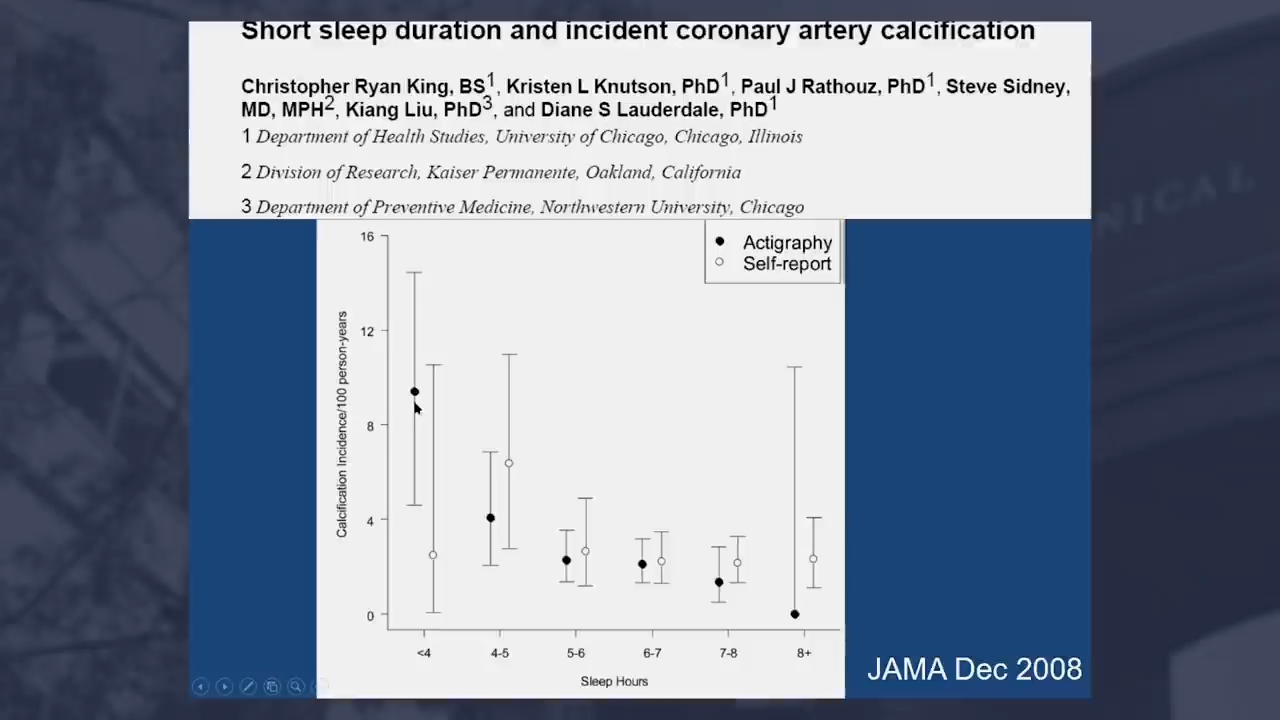 Short sleep duration and incident coronary artery calcification
Christopher Ryan King, BS1, Kristen L Knutson, PhD1, Paul J Rathouz, PhD1, Steve Sidney,
MD, MPH2, Kiang Liu, PhD3, and Diane S Lauderdale, PhD1
1 Department of Health Studies, University of Chicago, Chicago, Illinois
2 Division of Research, Kaiser Permanente, Oakland, California
3 Department of Preventive Medicine, Northwestern University, Chicago
Actigraphy
Self-report
Calcification Incidence/100 person-years
16
12
8
4
0
<4 4-5 5-6 6-7 7-8 8+
Sleep Hours
JAMA Dec 2008
NICAL